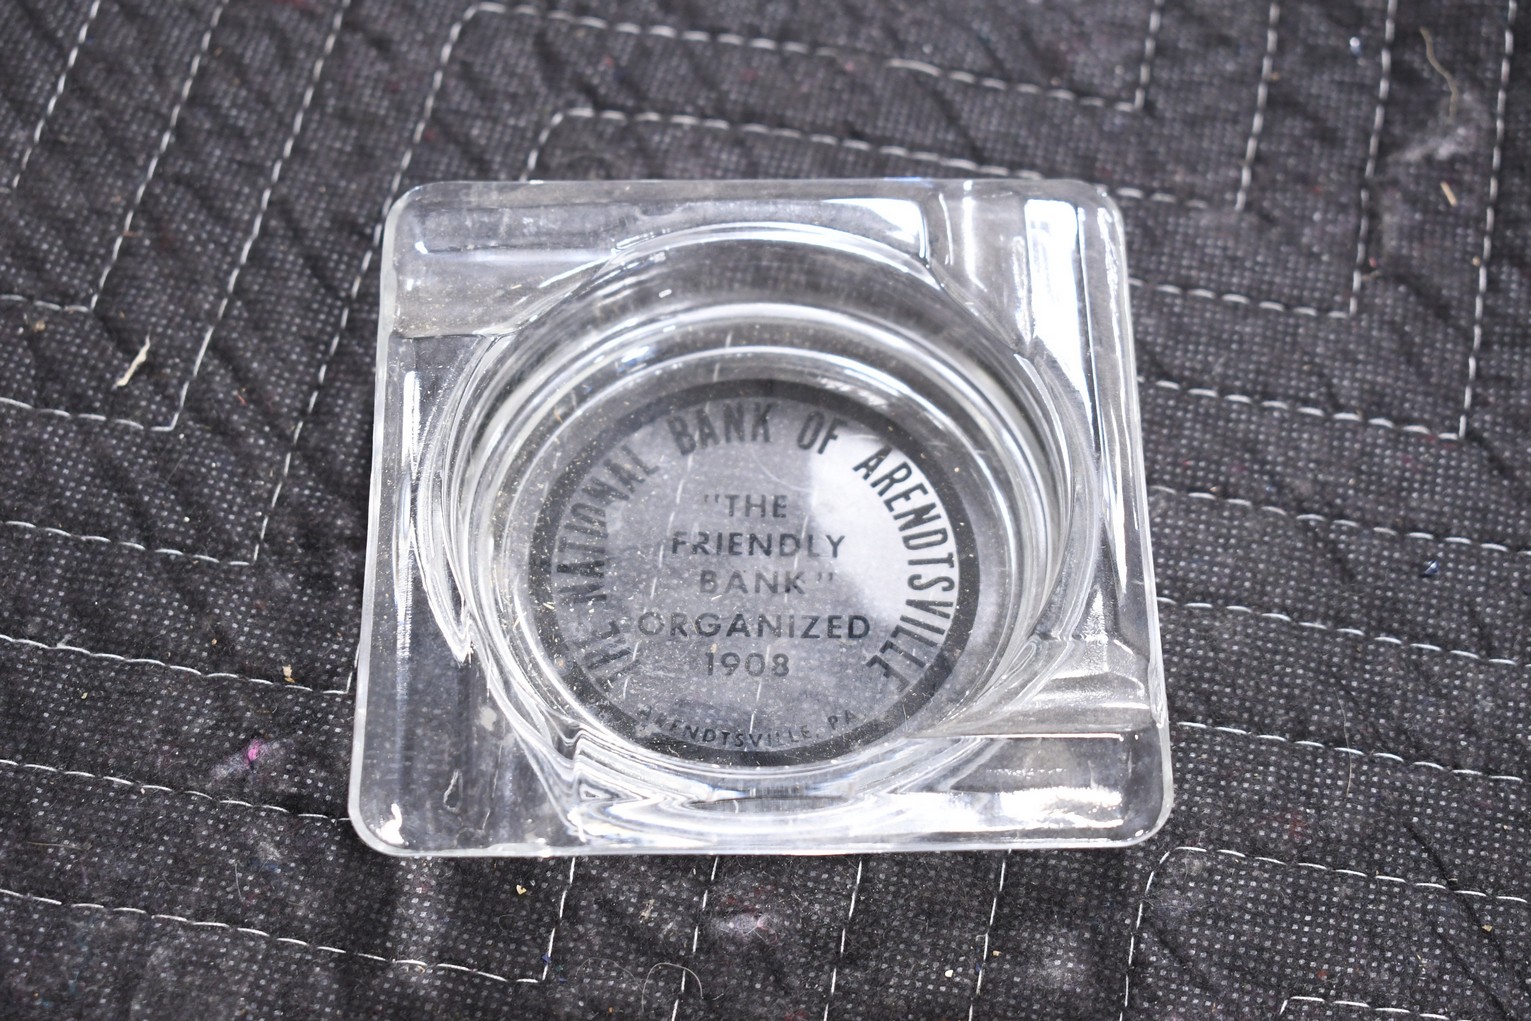 THE NATIONAL BANK OF ARENDTSVILLE
"THE
FRIENDLY
BANK"
ORGANIZED
1908
ARENDTSVILLE, PA.